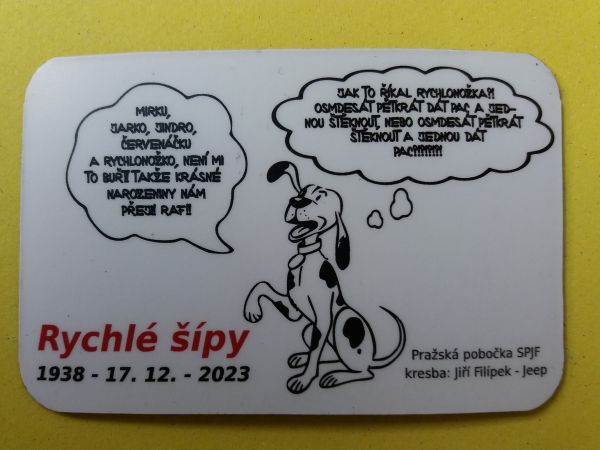 MIRKU,
JARKO, JINDRO,
ČERVENÁČKU
A RYCHLONOŽKO, NENÍ MI
TO BUŘT TAKŽE KRÁSNÉ
NAROZENINY NÁM
PŘEJI RAF!!
JAK TO ŘÍKAL RYCHLONOŽKA?!
OSMDESÁT PĚTKRÁT DÁT PAC A JED-
NOU ŠTĚKNOUT, NEBO OSMDESÁT PĚTKRÁT
ŠTĚKNOUT A JEDNOU DÁT
PAC?!?!?!?!?
Rychlé šípy
1938 - 17. 12. - 2023
Pražská pobočka SPJF
kresba: Jiří Filípek - Jeep